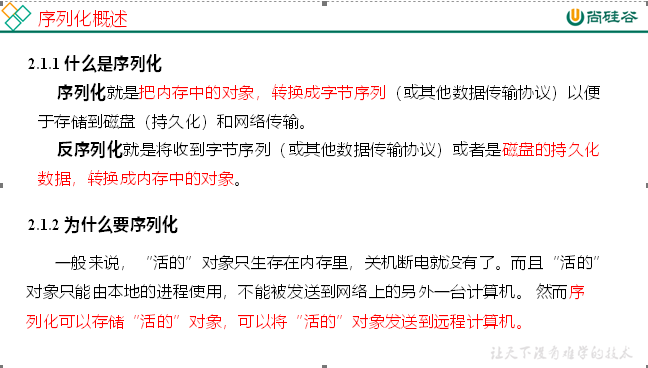 序列化概述
尚硅谷
2.1.1 什么是序列化
序列化就是把内存中的对象，转换成字节序列（或其他数据传输协议）以便
于存储到磁盘（持久化）和网络传输。
反序列化就是将收到字节序列（或其他数据传输协议）或者是磁盘的持久化
数据，转换成内存中的对象。
2.1.2 为什么要序列化
一般来说，“活的”对象只生存在内存里，关机断电就没有了。而且“活的”
对象只能由本地的进程使用，不能被发送到网络上的另外一台计算机。 然而序
列化可以存储“活的”对象，可以将“活的”对象发送到远程计算机。
让天下没有难学的技术